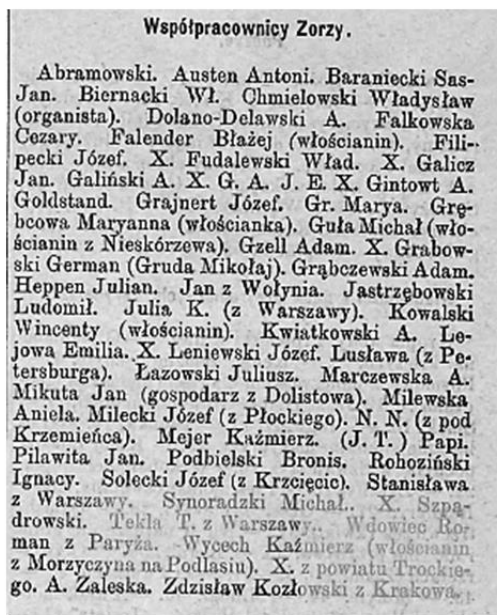 Współpracownicy Zorzy.
Abramowski. Austen Antoni. Baraniecki Sas-
Jan. Biernacki Wł. Chmielowski Władysław
(organista). Dolano-Delawski A. Falkowska
Cezary. Falender Błażej (włościanin). Fili-
pecki Józef. X. Fudalewski Wład. X. Galicz
Jan. Galiński A. X. G. A. J. E. X. Gintowt A.
Goldstand. Grajnert Józef. Gr. Marya. Grę-
bcowa Maryanna (włościanka). Guła Michał (wło-
ścianin z Nieskórzewa). Gzell Adam. X. Grabow-
ski German (Gruda Mikołaj). Grąbczewski Adam.
Heppen Julian. Jan z Wołynia. Jastrzębowski
Ludomił. Julia K. (z Warszawy). Kowalski
Wincenty (włościanin). Kwiatkowski A. Le-
jowa Emilia. X. Leniewski Józef. Lusława (z Pe-
tersburga). Łazowski Juliusz. Marczewska A.
Mikuta Jan (gospodarz z Dolistowa). Milewska
Aniela. Milecki Józef (z Płockiego). N. N. (z pod
Krzemieńca). Mejer Kaźmierz. (J. T.) Papi.
Pilawita Jan. Podbielski Bronis. Rohoziński
Ignacy. Solecki Józef (z Krzcięcic). Stanisława
z Warszawy. Synoradzki Michał.. X. Szpą-
drowski. Tekla T. z Warszawy.. Wdowiec Ro-
man z Paryża. Wycech Kaźmierz (włościanin
z Morzyczyna na Podlasiu). X. z powiatu Trockie-
go. A. Zaleska. Zdzisław Kozłowski z Krakowa.